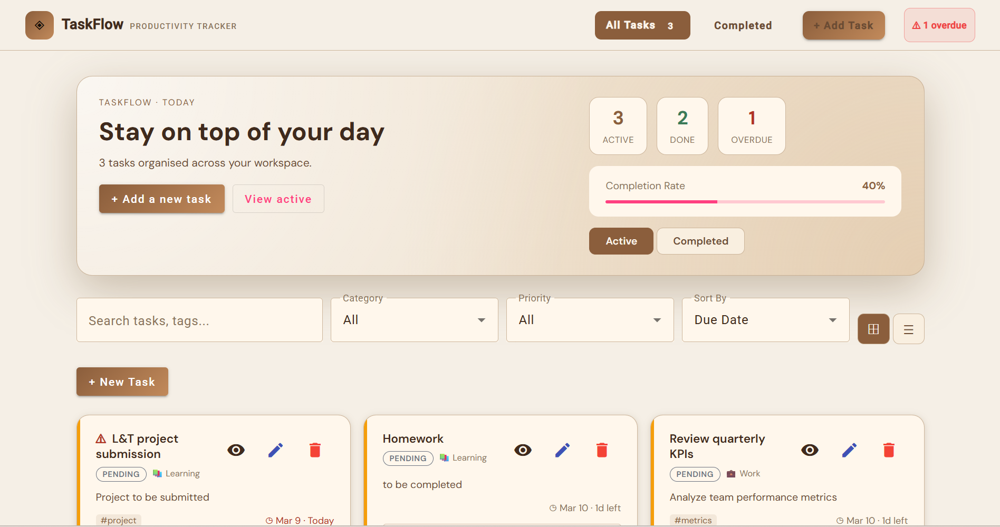 TaskFlow PRODUCTIVITY TRACKER
All Tasks 3
Completed
+ Add Task
⚠ 1 overdue
TASKFLOW · TODAY
Stay on top of your day
3 tasks organised across your workspace.
+ Add a new task
View active
3
ACTIVE
2
DONE
1
OVERDUE
Completion Rate 40%
Active
Completed
Search tasks, tags...
Category
All
Priority
All
Sort By
Due Date
+ New Task
⚠ L&T project
submission
PENDING
Learning
Project to be submitted
#project
Mar 9 · Today
Homework
PENDING
Learning
to be completed
Mar 10 · 1d left
Review quarterly
KPIs
PENDING
Work
Analyze team performance metrics
#metrics
Mar 10 · 1d left